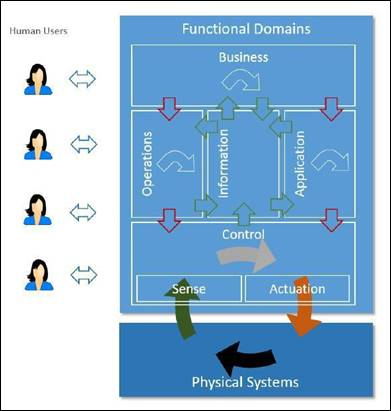 Human Users
Functional Domains
Business
Operations
Information
Application
Control
Sense
Actuation
Physical Systems